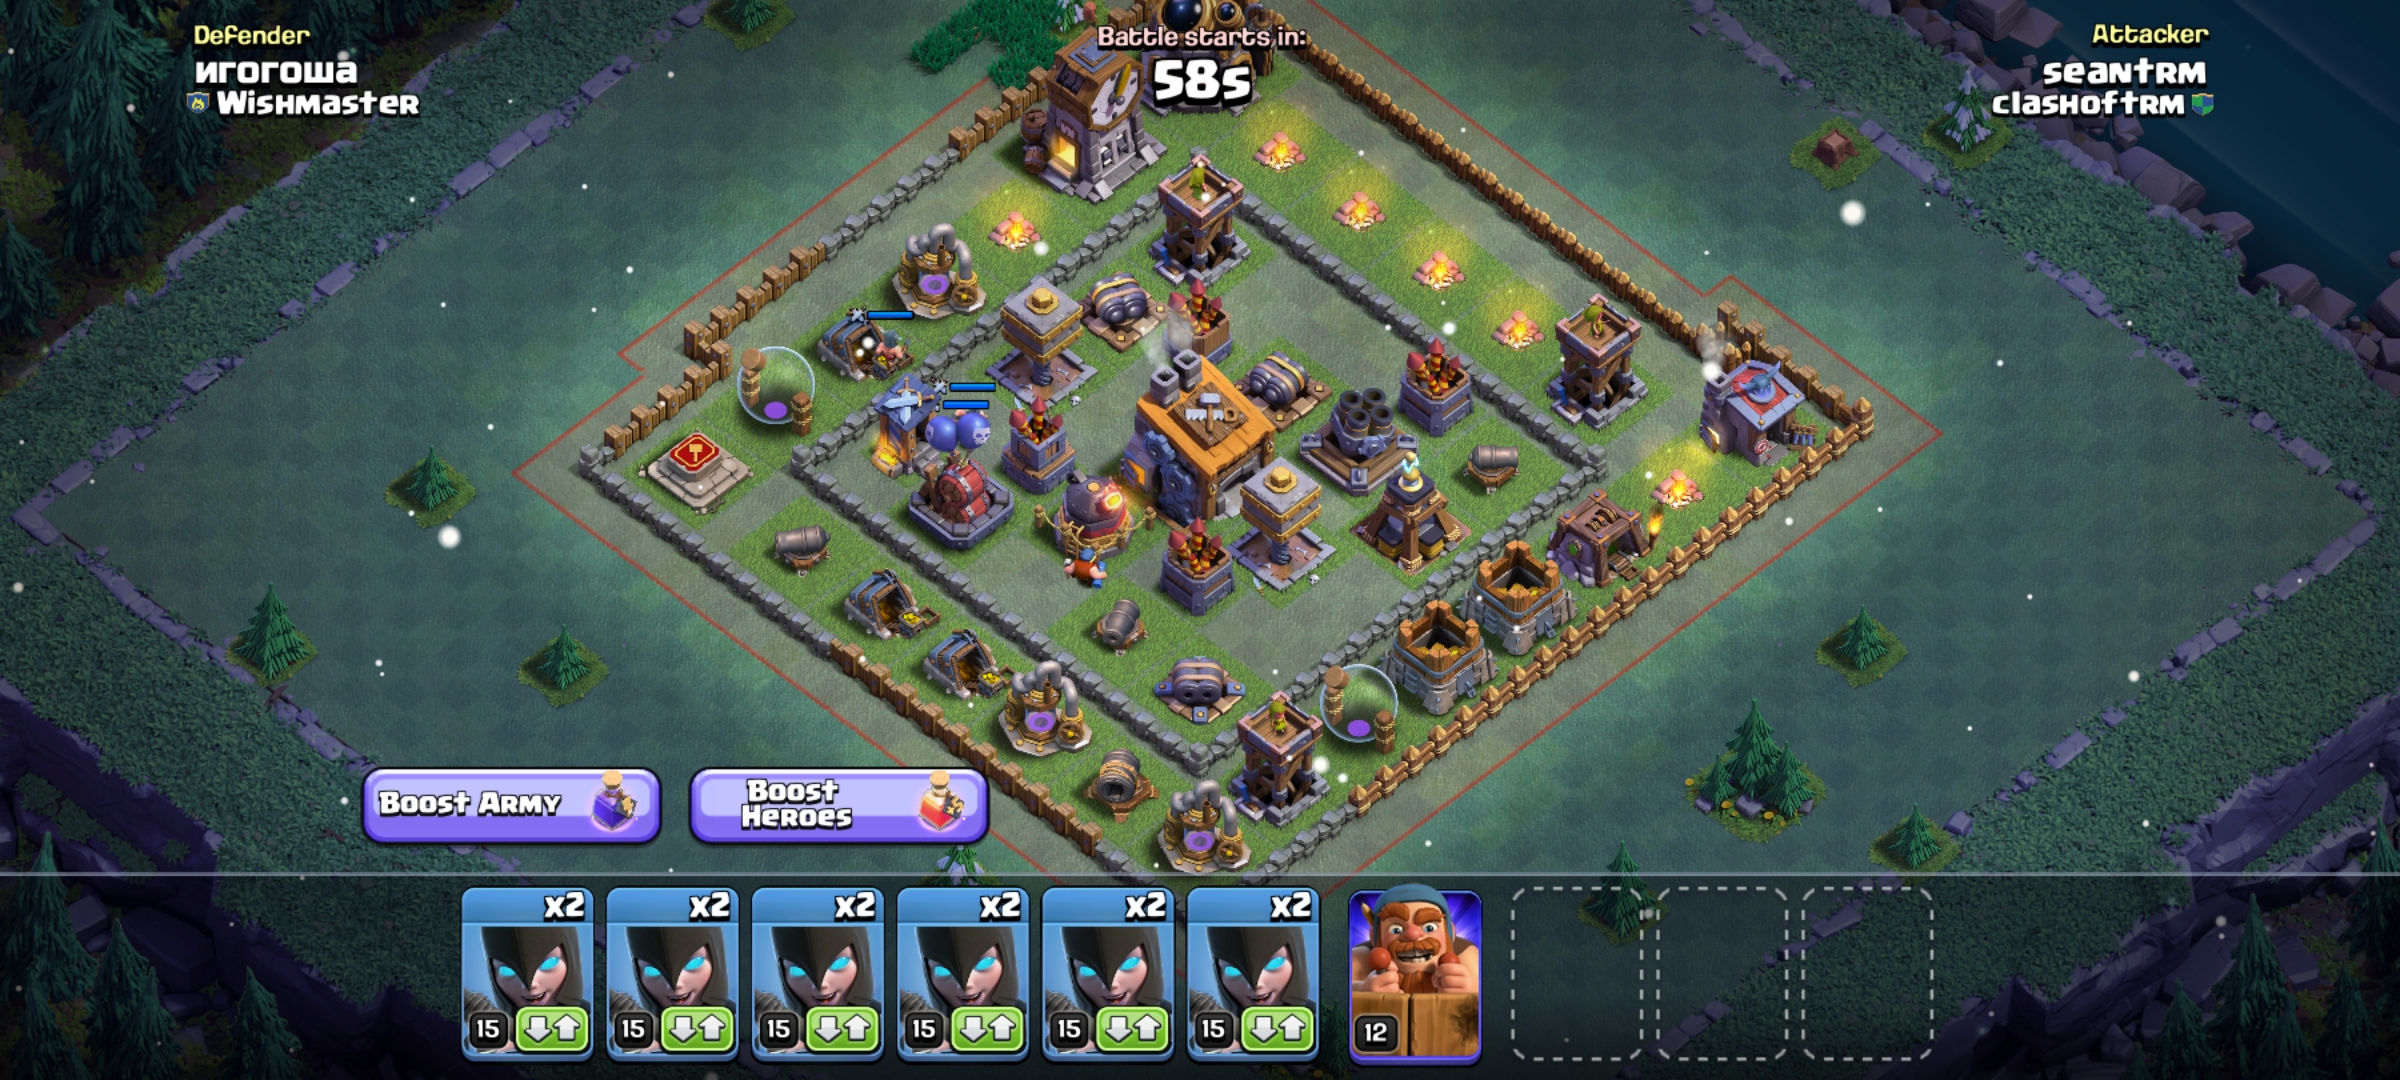 Defender
игогоша
Wishmaster
Battle starts in:
58s
Attacker
seantRM
clashoftRM
Boost Army
Boost
Heroes
x2
x2
x2
x2
x2
x2
15
15
15
15
15
15
12